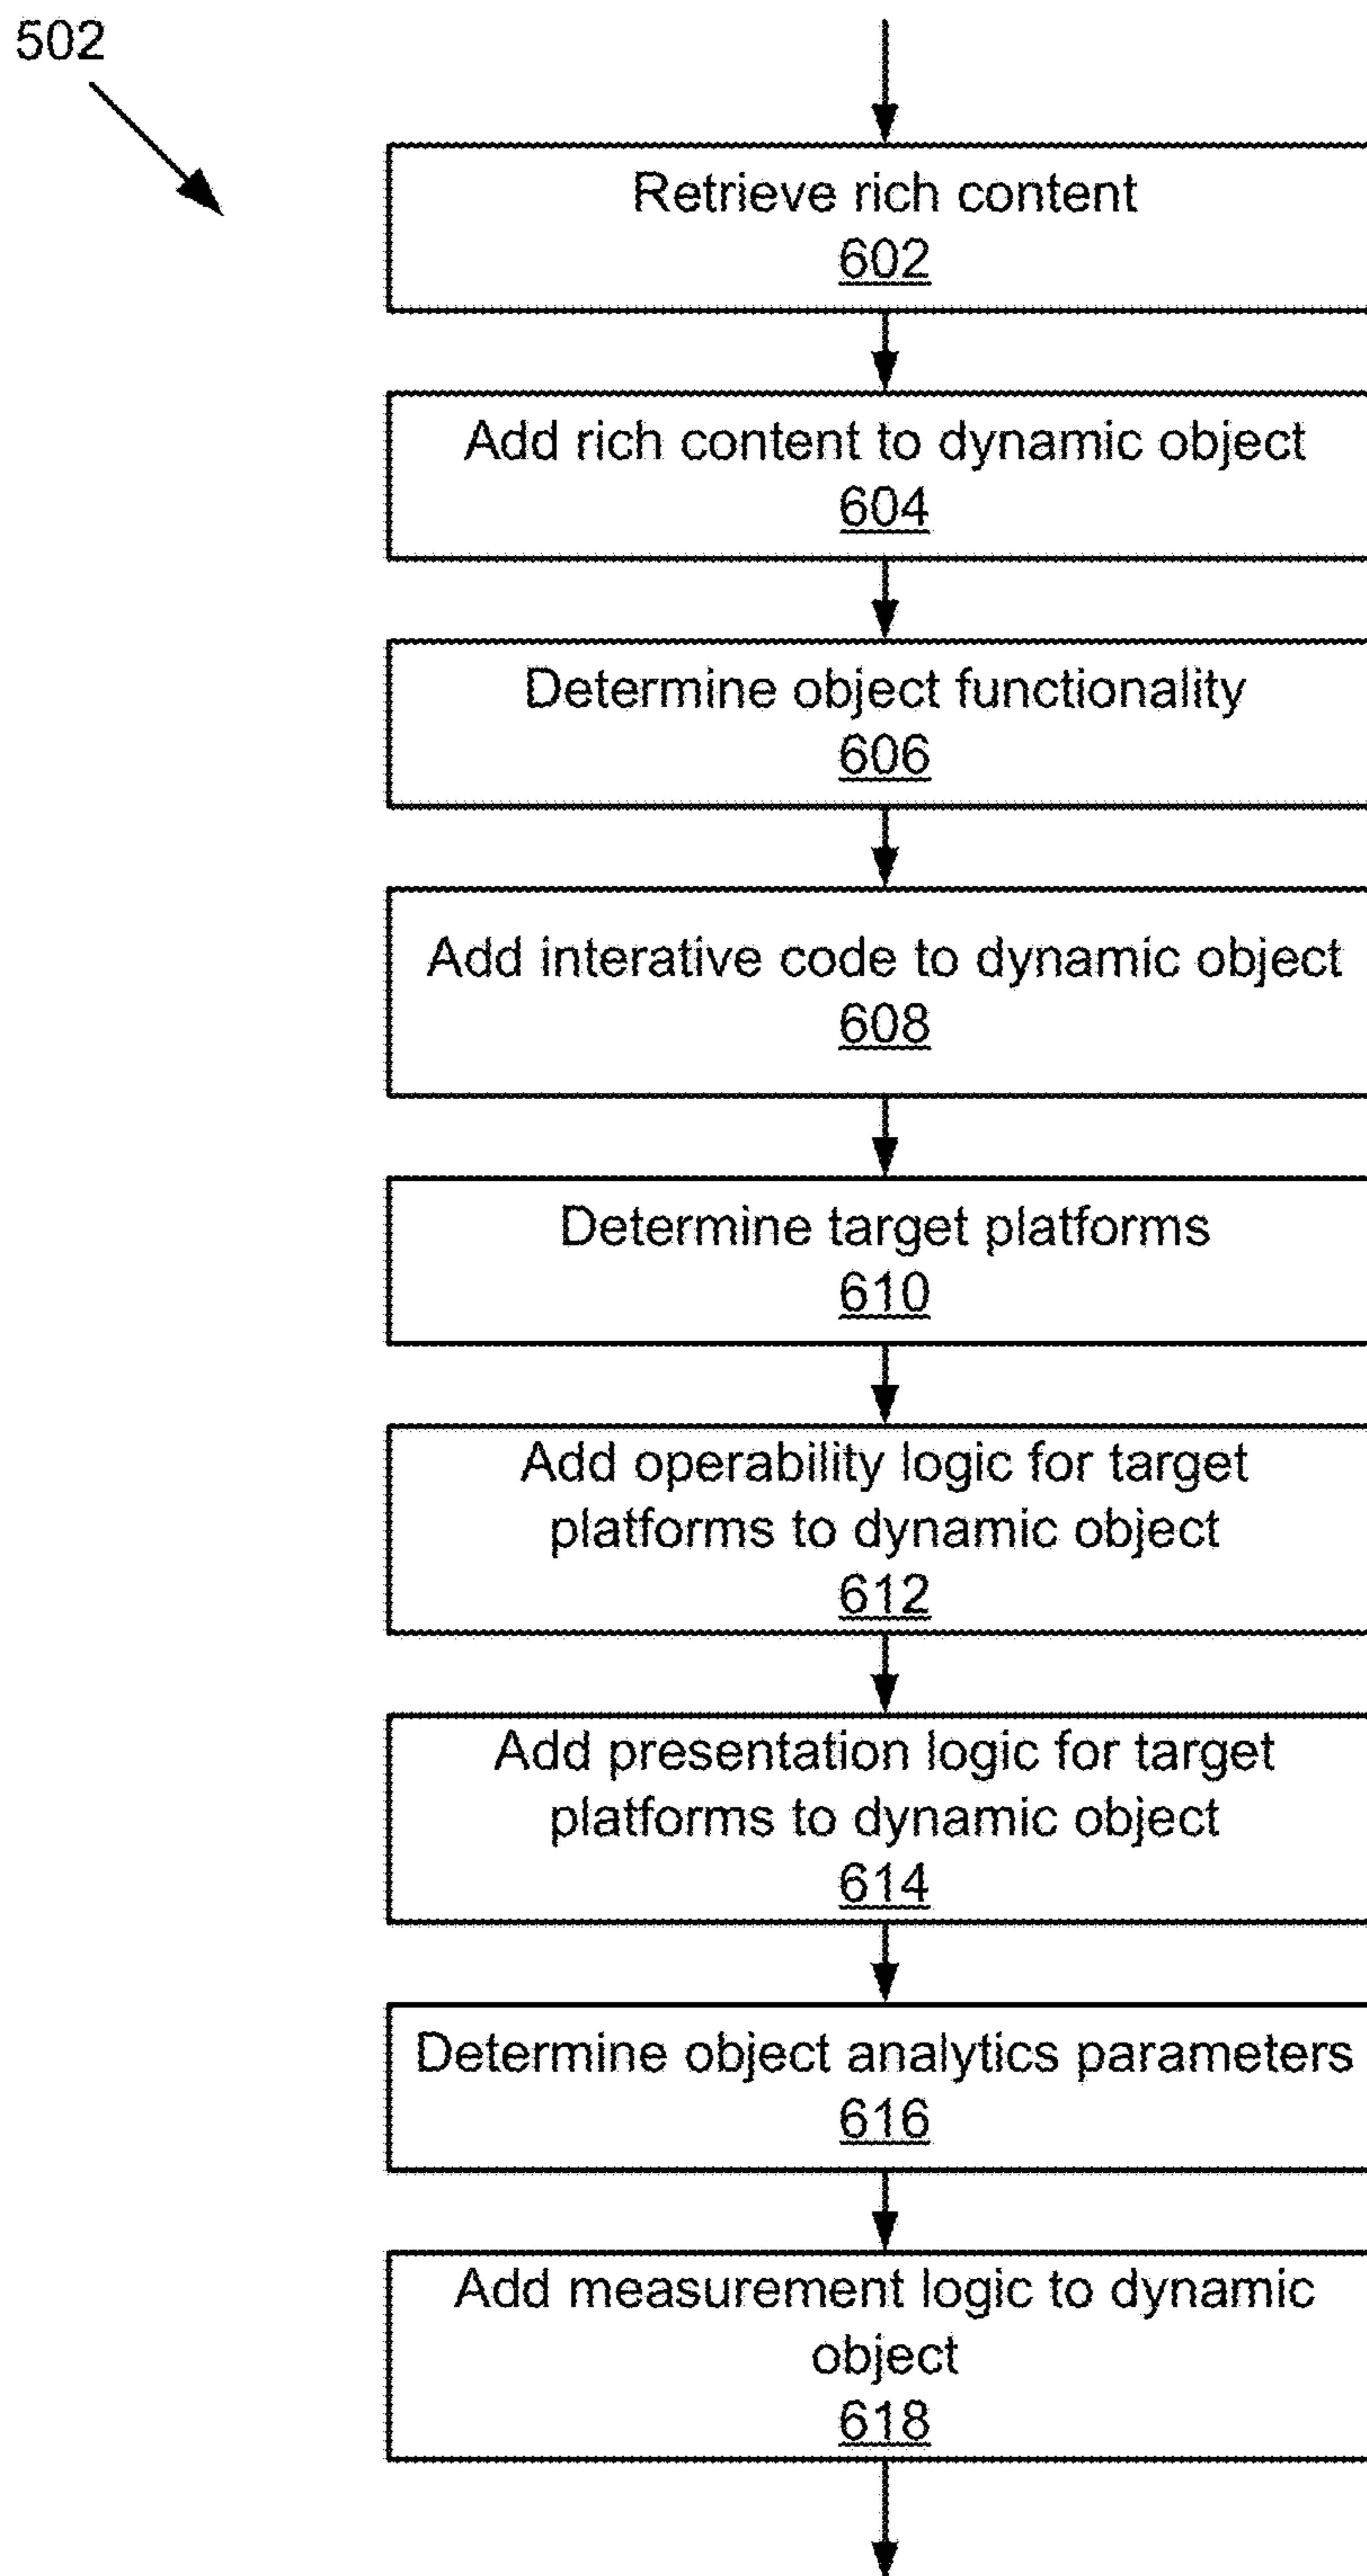 502
Retrieve rich content
602
Add rich content to dynamic object
604
Determine object functionality
606
Add interative code to dynamic object
608
Determine target platforms
610
Add operability logic for target
platforms to dynamic object
612
Add presentation logic for target
platforms to dynamic object
614
Determine object analytics parameters
616
Add measurement logic to dynamic
object
618